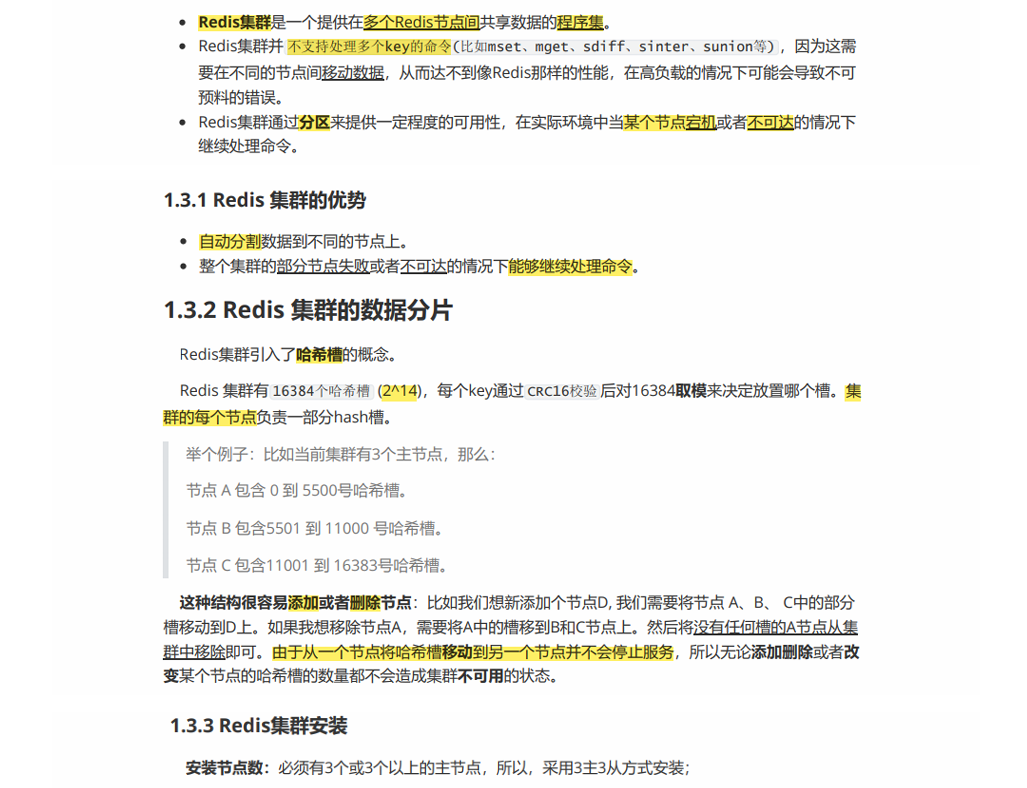 Redis集群是一个提供在多个Redis节点间共享数据的程序集。
Redis集群并 不支持处理多个key的命令(比如mset、mget、sdiff、sinter、sunion等) ，因为这需
要在不同的节点间移动数据，从而达不到像Redis那样的性能，在高负载的情况下可能会导致不可
预料的错误。
Redis集群通过分区来提供一定程度的可用性，在实际环境中当某个节点宕机或者不可达的情况下
继续处理命令。
1.3.1 Redis 集群的优势
自动分割数据到不同的节点上。
整个集群的部分节点失败或者不可达的情况下能够继续处理命令。
1.3.2 Redis 集群的数据分片
Redis集群引入了哈希槽的概念。
Redis 集群有 16384个哈希槽 (2^14)，每个key通过 CRC16校验 后对16384取模来决定放置哪个槽。集
群的每个节点负责一部分hash槽。
举个例子：比如当前集群有3个主节点，那么：
节点 A 包含 0 到 5500号哈希槽。
节点 B 包含5501 到 11000 号哈希槽。
节点 C 包含11001 到 16383号哈希槽。
这种结构很容易添加或者删除节点：比如我们想新添加个节点D, 我们需要将节点 A、B、 C中的部分
槽移动到D上。如果我想移除节点A，需要将A中的槽移到B和C节点上。然后将没有任何槽的A节点从集
群中移除即可。由于从一个节点将哈希槽移动到另一个节点并不会停止服务，所以无论添加删除或者改
变某个节点的哈希槽的数量都不会造成集群不可用的状态。
1.3.3 Redis集群安装
安装节点数：必须有3个或3个以上的主节点，所以，采用3主3从方式安装；